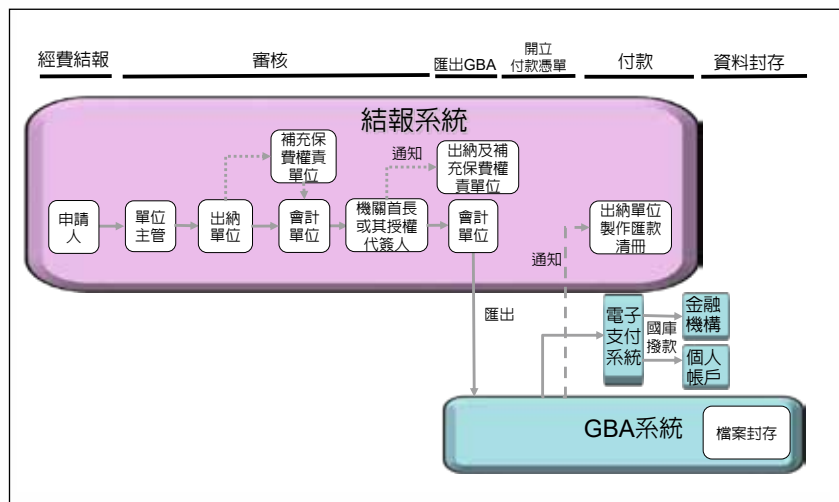 經費結報
審核
匯出GBA
開立
付款憑單
付款
資料封存
結報系統
補充保
費權責
單位
通知
出納及補
充保費權
責單位
申請
人
單位
主管
出納
單位
會計
單位
機關首長
或其授權
代簽人
會計
單位
出納單位
製作匯款
清冊
通知
匯出
電子
支付
系統
國庫
撥款
金融
機構
個人
帳戶
GBA系統
檔案封存